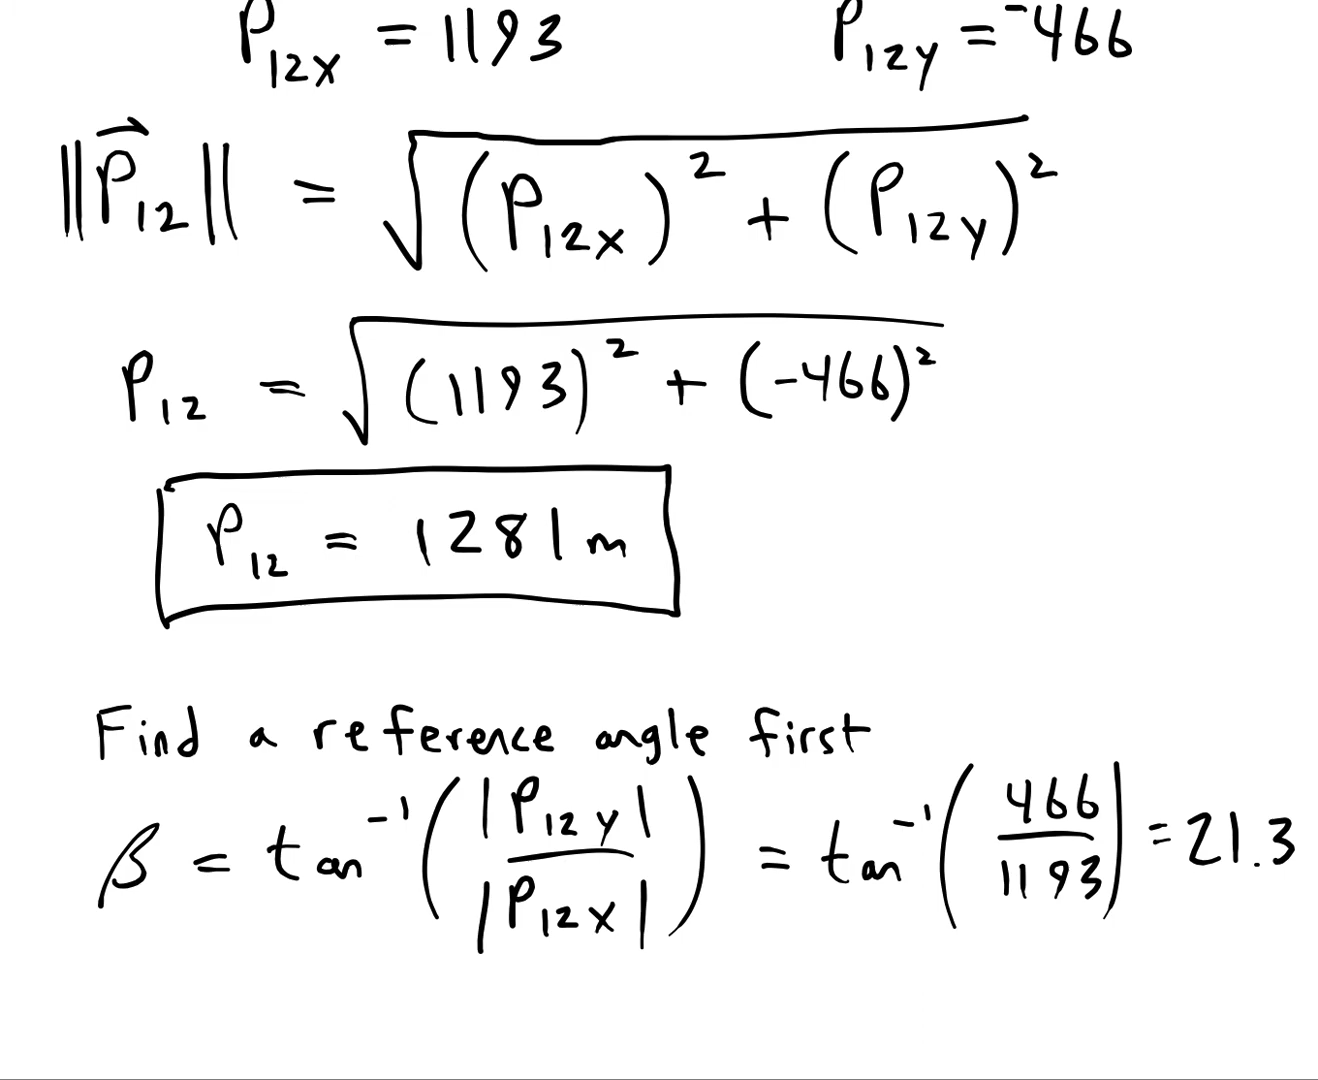 P₁₂ₓ = 1193 P₁₂y = ⁻466
‖P⃗₁₂‖ = √((P₁₂ₓ)² + (P₁₂y)²)
P₁₂ = √((1193)² + (-466)²)
P₁₂ = 1281 m
Find a reference angle first
β = tan⁻¹(|P₁₂y| / |P₁₂ₓ|) = tan⁻¹(466 / 1193) = 21.3